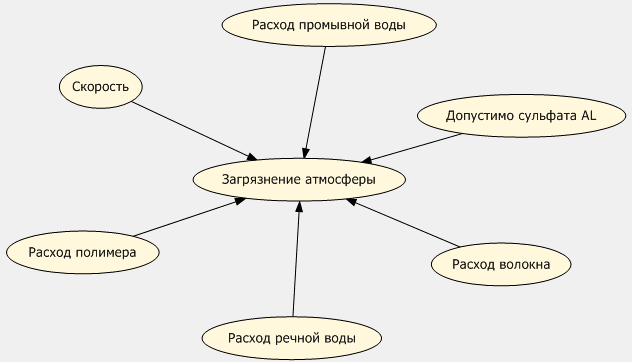 Расход промывной воды
Скорость
Допустимо сульфата AL
Загрязнение атмосферы
Расход полимера
Расход волокна
Расход речной воды